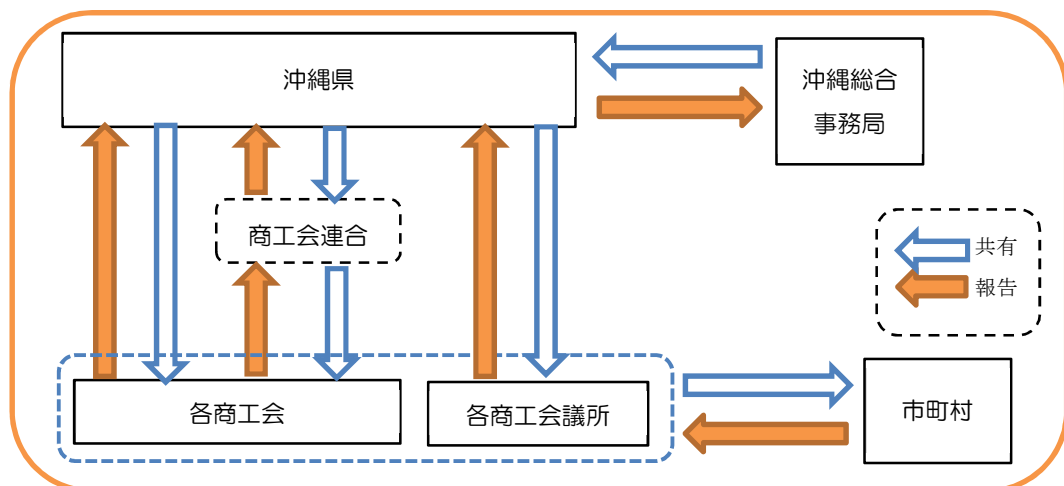 沖縄県
沖縄総合
事務局
商工会連合
共有
報告
各商工会
各商工会議所
市町村